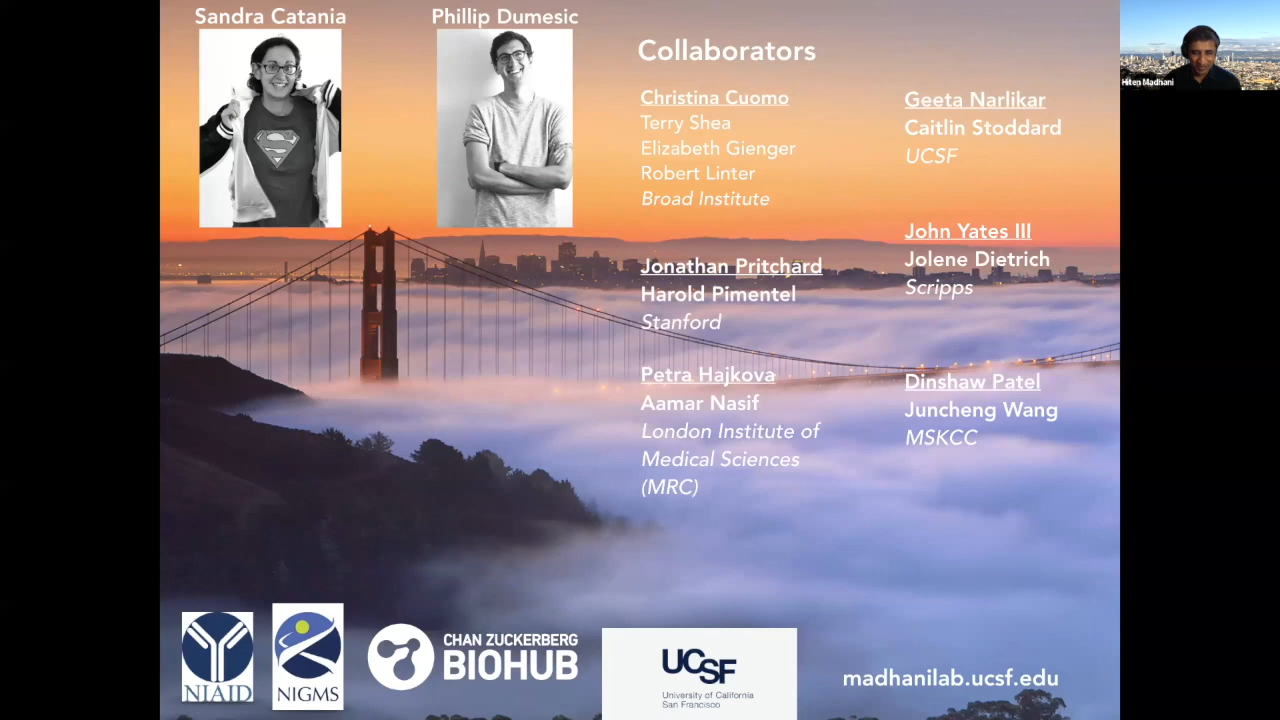 Sandra Catania
Phillip Dumesic
Collaborators
Christina Cuomo
Terry Shea
Elizabeth Gienger
Robert Linter
Broad Institute
Jonathan Pritchard
Harold Pimentel
Stanford
Petra Hajkova
Aamar Nasif
London Institute of
Medical Sciences
(MRC)
Geeta Narlikar
Caitlin Stoddard
UCSF
John Yates III
Jolene Dietrich
Scripps
Dinshaw Patel
Juncheng Wang
MSKCC
Hiten Madhani
NIAID
NIGMS
CHAN ZUCKERBERG
BIOHUB
UCSF
University of California
San Francisco
madhanilab.ucsf.edu